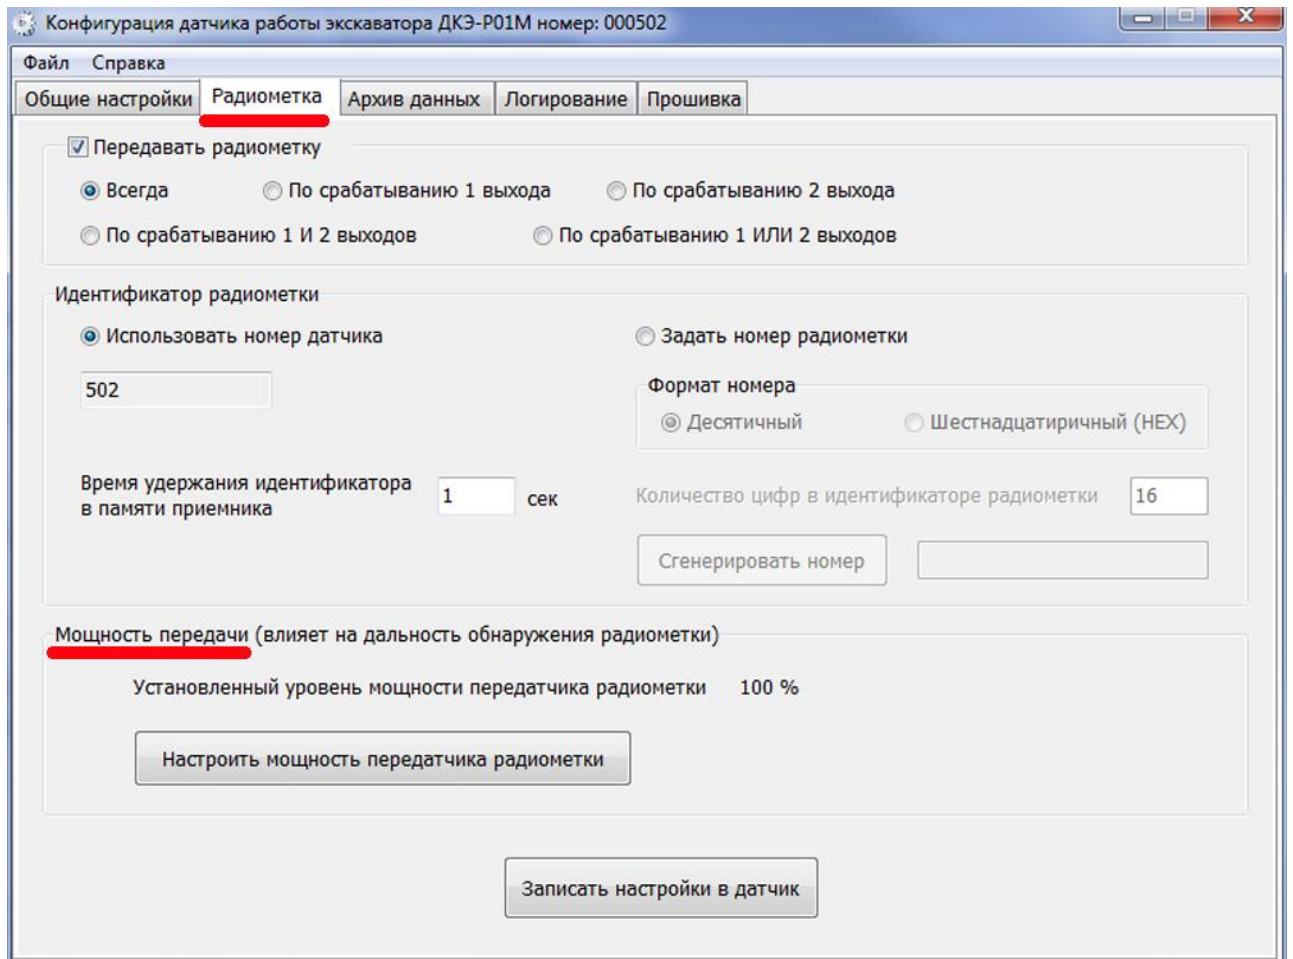 Конфигурация датчика работы экскаватора ДКЭ-Р01М номер: 000502
Файл Справка
Общие настройки Радиометка Архив данных Логирование Прошивка
Передавать радиометку
Всегда По срабатыванию 1 выхода По срабатыванию 2 выхода
По срабатыванию 1 И 2 выходов По срабатыванию 1 ИЛИ 2 выходов
Идентификатор радиометки
Использовать номер датчика Задать номер радиометки
502
Формат номера
Десятичный Шестнадцатиричный (HEX)
Время удержания идентификатора
в памяти приемника
1 сек
Количество цифр в идентификаторе радиометки 16
Сгенерировать номер
Мощность передачи (влияет на дальность обнаружения радиометки)
Установленный уровень мощности передатчика радиометки 100 %
Настроить мощность передатчика радиометки
Записать настройки в датчик